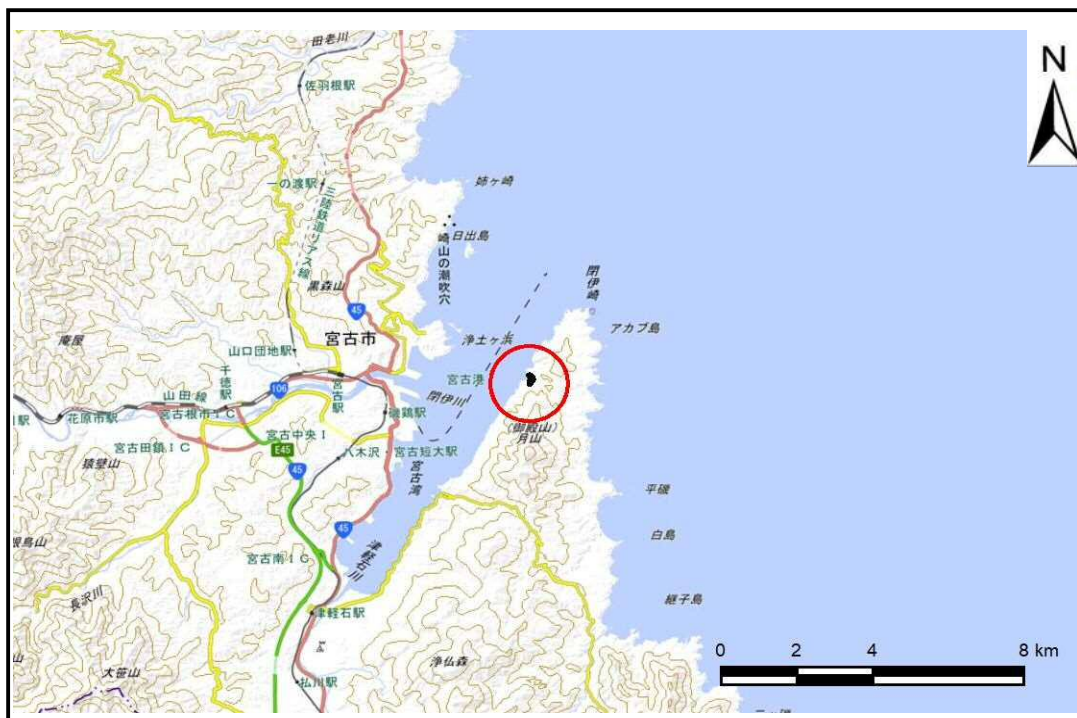 N
田老川
佐羽根駅
一の渡駅
三陸鉄道リアス線
姉ヶ崎
日出島
崎山の潮吹穴
黒森山
閉伊崎
45
アカブ島
浄土ヶ浜
宮古市
庵屋
山口団地駅
千徳駅
宮古港
山田線
106
宮古駅
閉伊川
磯鶏駅
花原市駅
宮古根市IC
(御殿山)
月山
宮古中央I
宮古田鎖IC
八木沢・宮古短大駅
E45
猿壁山
45
宮古湾
平磯
45
白島
宮古南IC
津軽石川
長沢川
継子島
津軽石駅
浄仏森
大笹山
払川駅
0 2 4 8 km